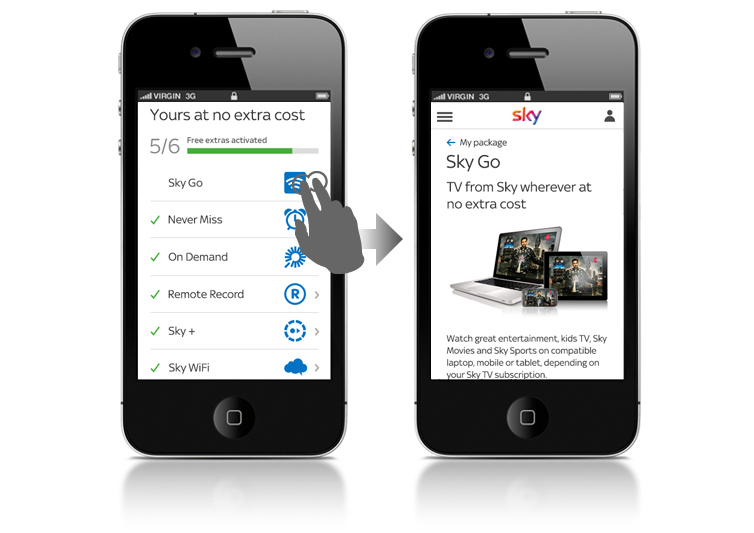 VIRGIN 3G
Yours at no extra cost
5/6
Free extras activated
Sky Go
Never Miss
On Demand
Remote Record
R
Sky +
Sky WiFi
VIRGIN 3G
sky
My package
Sky Go
TV from Sky wherever at
no extra cost
Watch great entertainment, kids TV, Sky
Movies and Sky Sports on compatible
laptop, mobile or tablet, depending on
your Sky TV subscription.